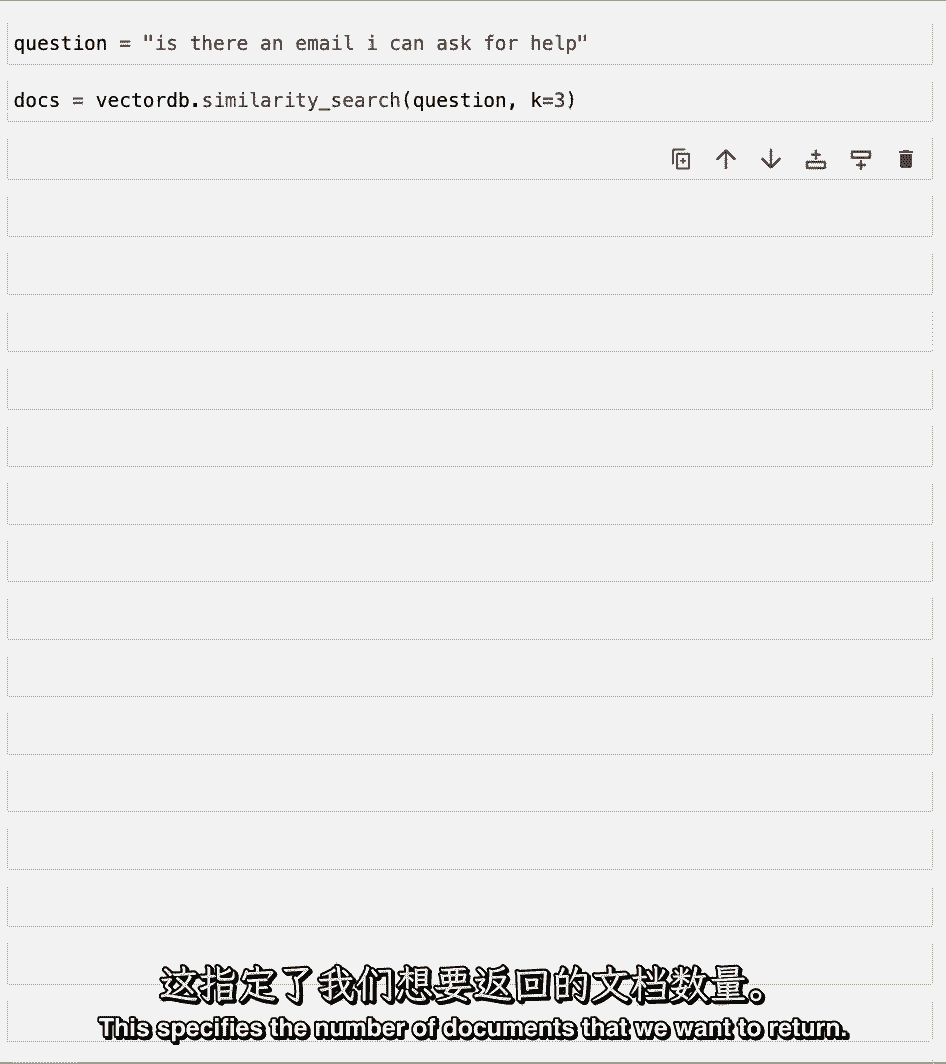 question = "is there an email i can ask for help"
docs = vectordb.similarity_search(question, k=3)
这指定了我们想要返回的文档数量。
This specifies the number of documents that we want to return.